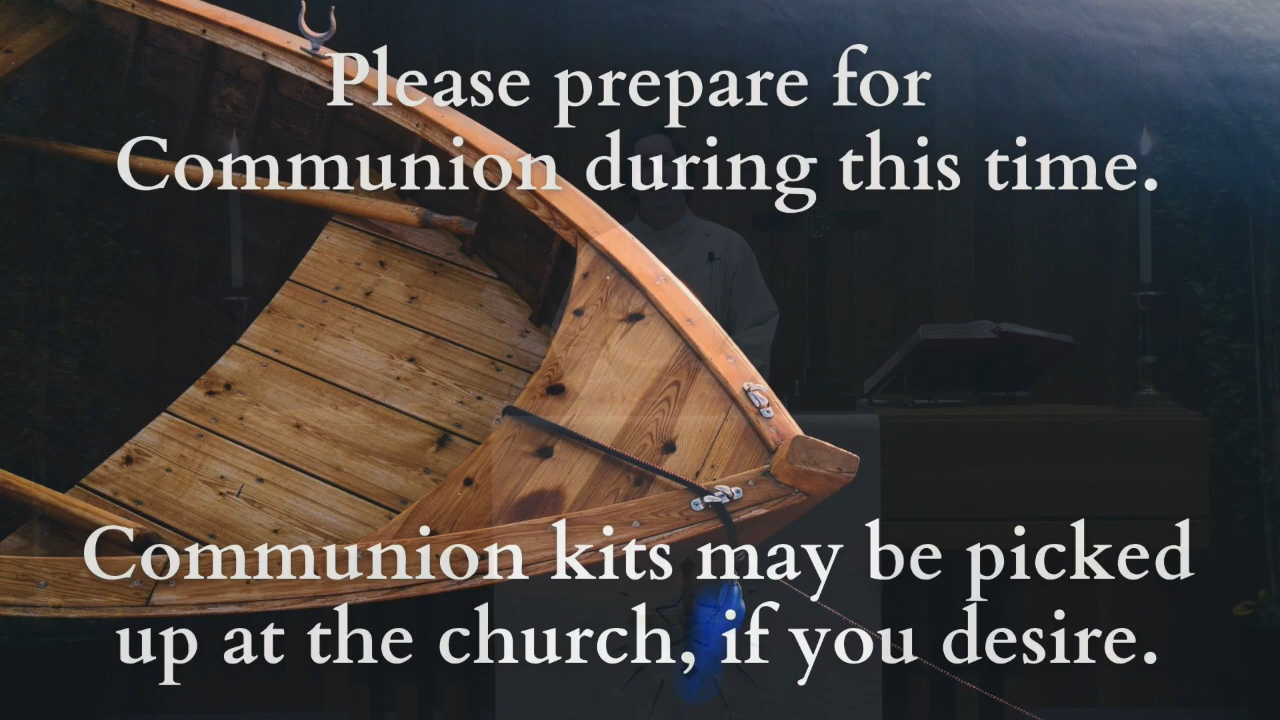 Please prepare for
Communion during this time.
Communion kits may be picked
up at the church, if you desire.